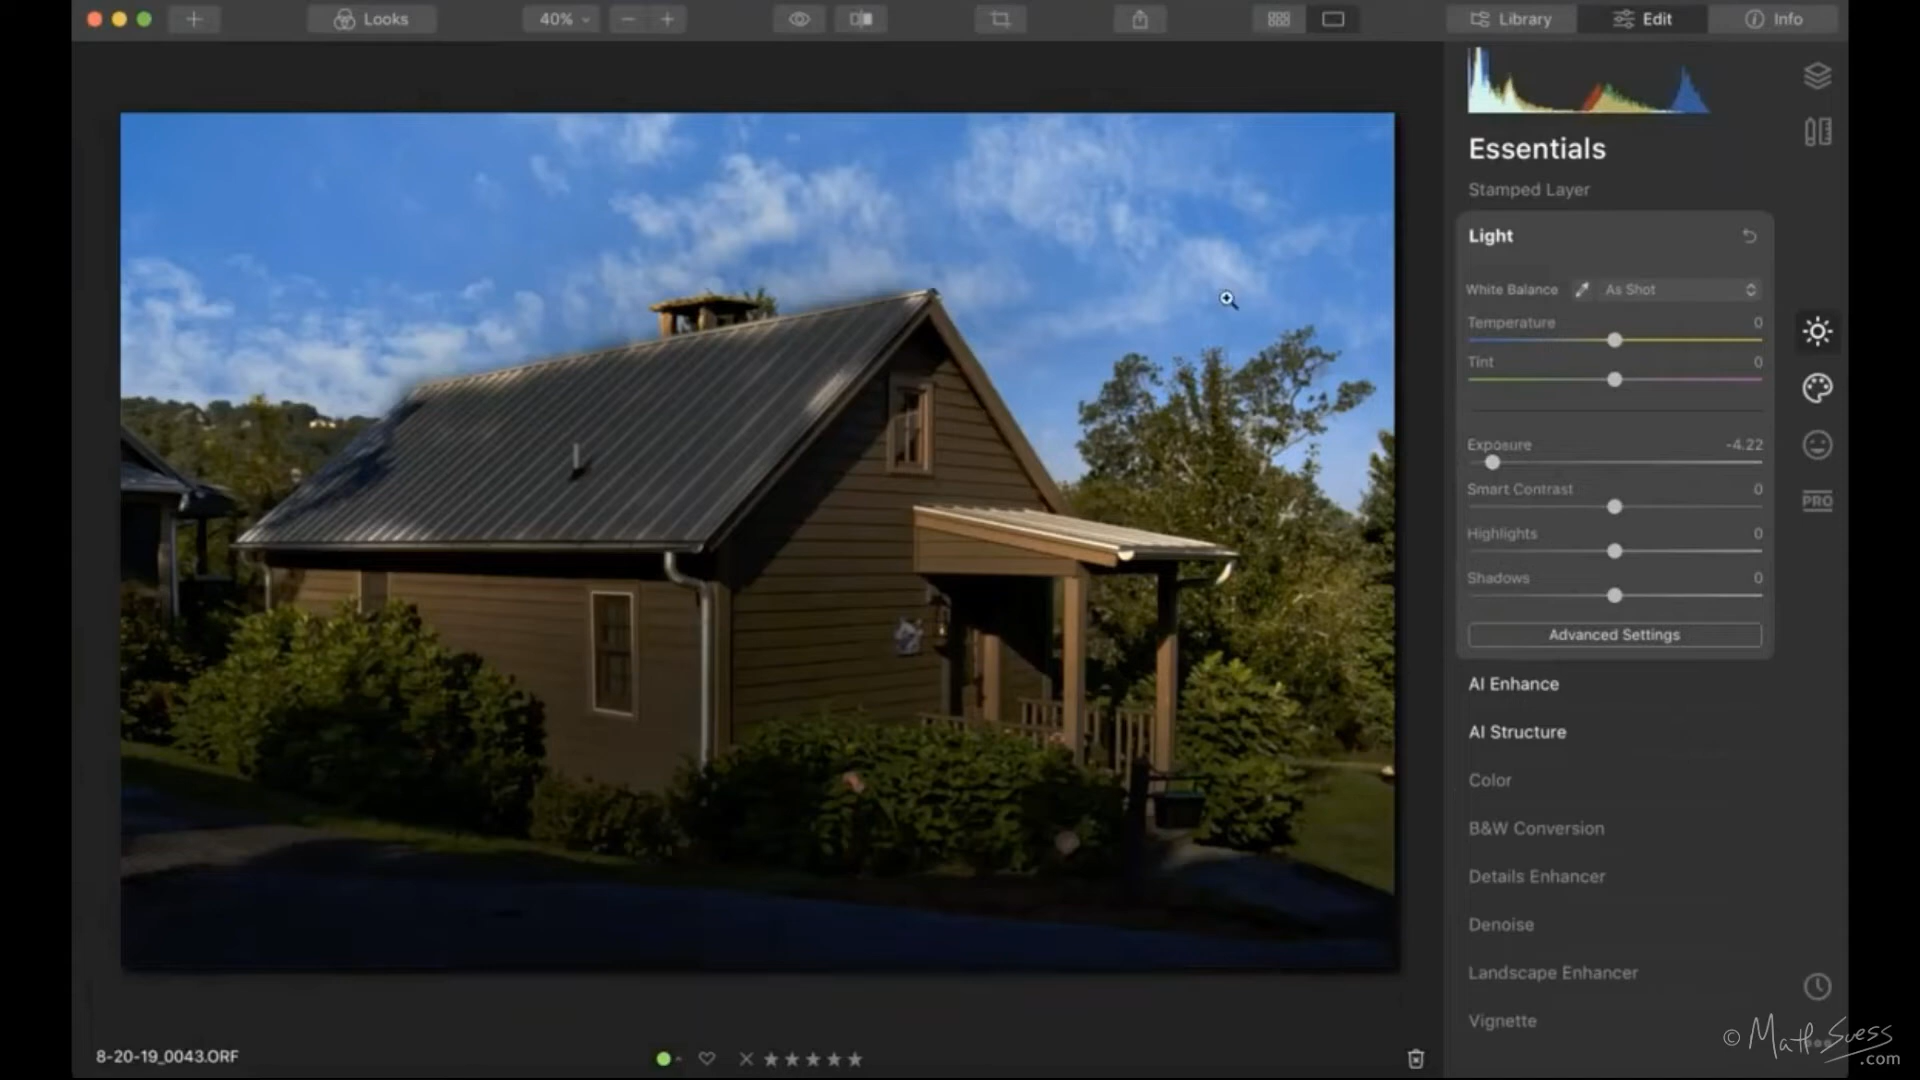 Looks
40%
Library
Edit
Info
Essentials
Stamped Layer
Light
White Balance As Shot
Temperature 0
Tint 0
Exposure -4.22
Smart Contrast 0
Highlights 0
Shadows 0
Advanced Settings
AI Enhance
AI Structure
Color
B&W Conversion
Details Enhancer
Denoise
Landscape Enhancer
Vignette
PRO
8-20-19_0043.ORF
© Matt Suess
.com